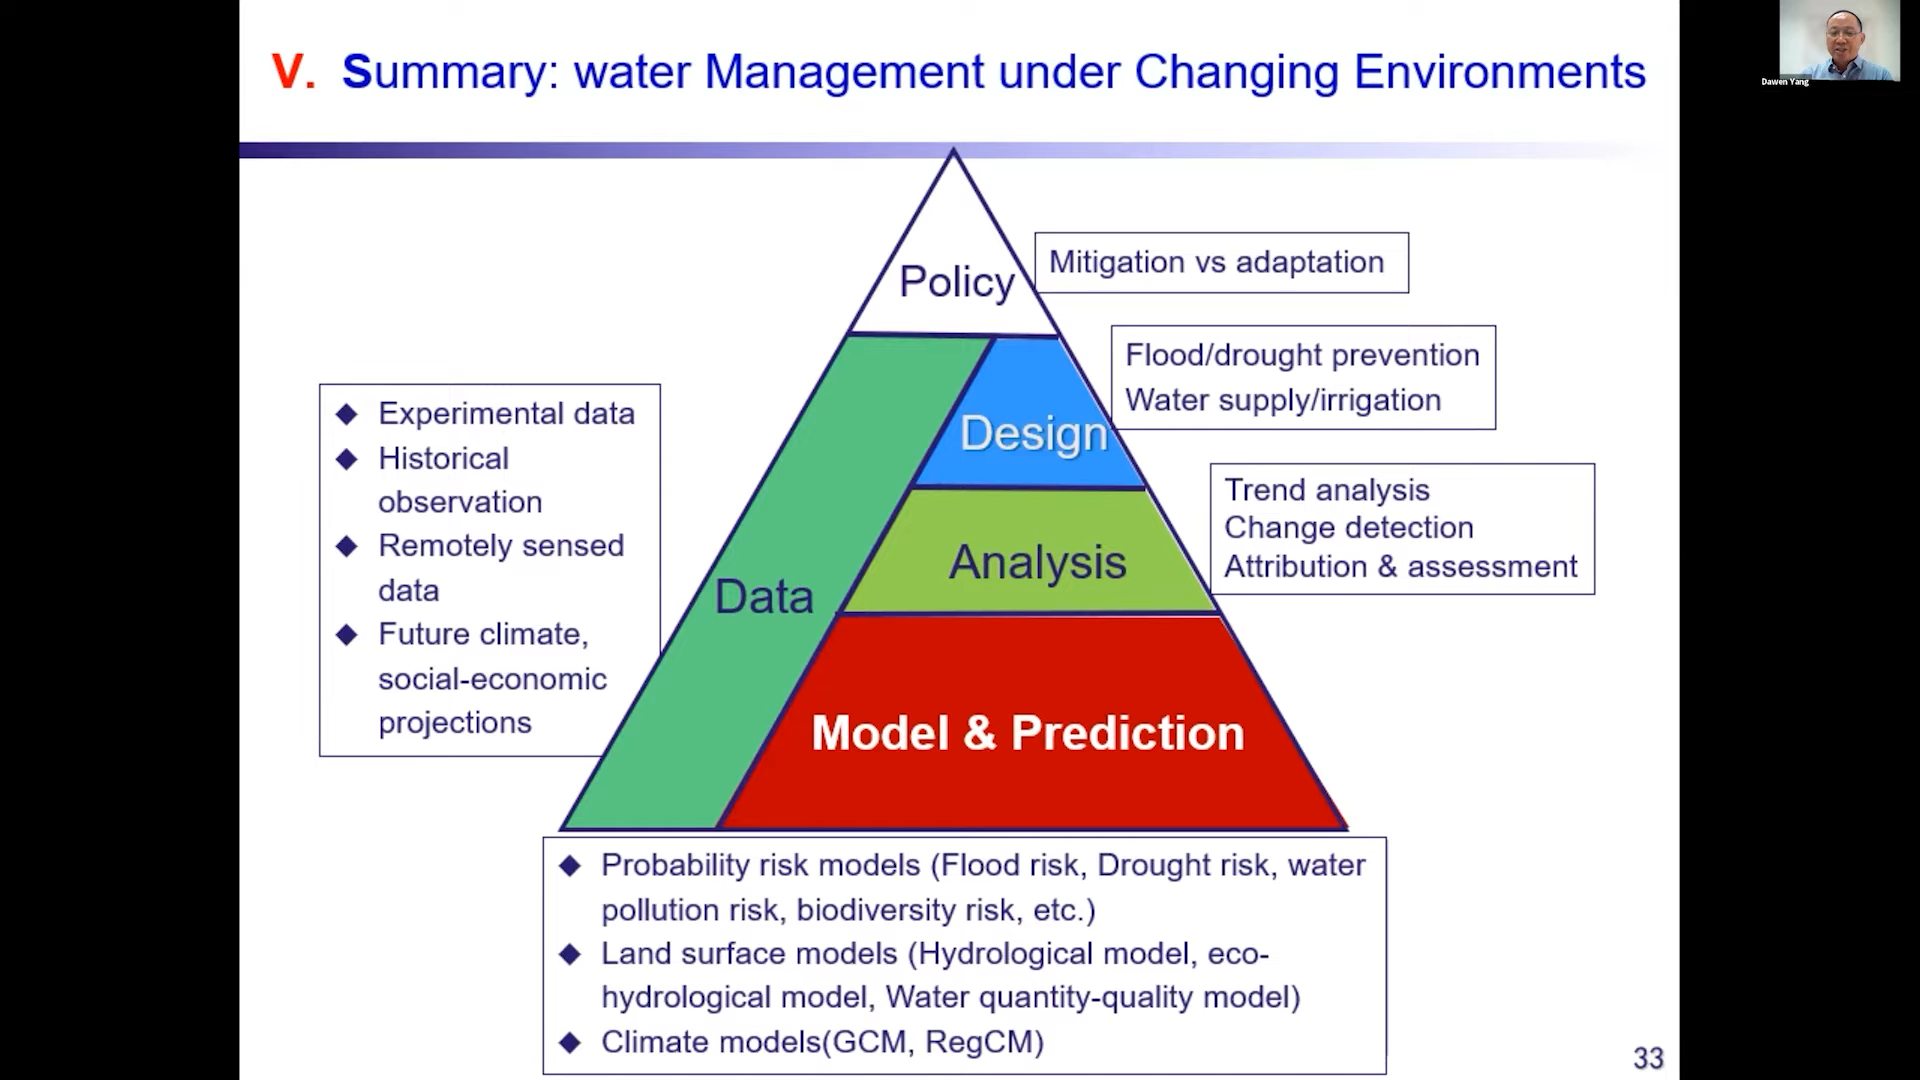 V. Summary: water Management under Changing Environments
Dawen Yang
Policy
Mitigation vs adaptation
Flood/drought prevention
Water supply/irrigation
Design
Trend analysis
Change detection
Attribution & assessment
Analysis
Data
◆ Experimental data
◆ Historical
observation
◆ Remotely sensed
data
◆ Future climate,
social-economic
projections
Model & Prediction
◆ Probability risk models (Flood risk, Drought risk, water
pollution risk, biodiversity risk, etc.)
◆ Land surface models (Hydrological model, eco-
hydrological model, Water quantity-quality model)
◆ Climate models(GCM, RegCM)
33